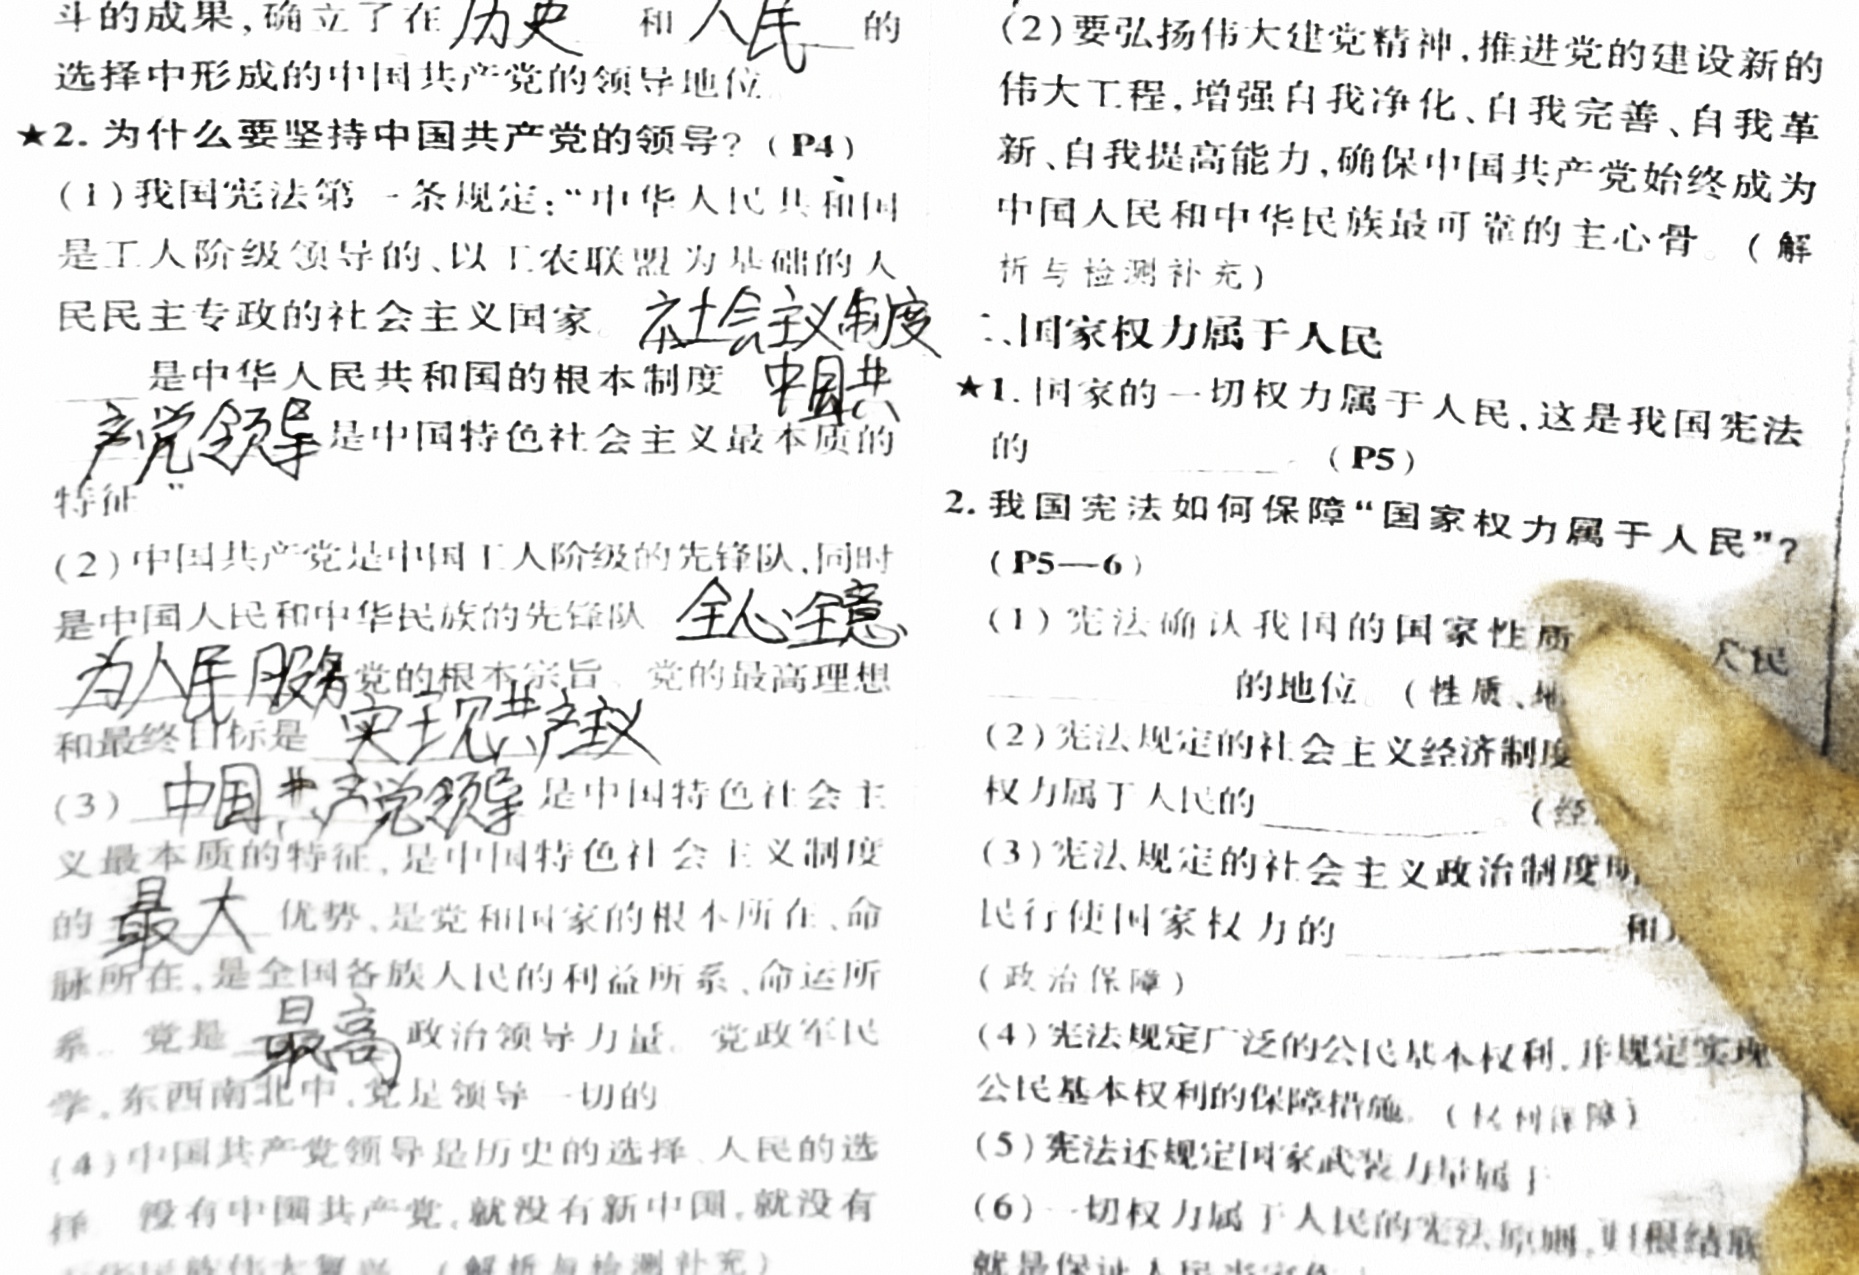 斗的成果,确立了在 历史 和 人民 的
选择中形成的中国共产党的领导地位。
★2. 为什么要坚持中国共产党的领导?(P4)
(1)我国宪法第一条规定:“中华人民共和国
是工人阶级领导的、以工农联盟为基础的人
民民主专政的社会主义国家。 社会主义制度
是中华人民共和国的根本制度 中国共
产党领导 是中国特色社会主义最本质的
特征 ”
(2)中国共产党是中国工人阶级的先锋队,同时
是中国人民和中华民族的先锋队 全心全意
为人民服务 党的根本宗旨。党的最高理想
和最终目标是 实现共产主义
(3) 中国共产党领导 是中国特色社会主
义最本质的特征,是中国特色社会主义制度
的 最大 优势,是党和国家的根本所在、命
脉所在,是全国各族人民的利益所系、命运所
系。党是 最高 政治领导力量。党政军民
学,东西南北中,党是领导一切的
(4)中国共产党领导是历史的选择、人民的选
择 没有中国共产党,就没有新中国,就没有
(解析与检测补充)
(2)要弘扬伟大建党精神,推进党的建设新的
伟大工程,增强自我净化、自我完善、自我革
新、自我提高能力,确保中国共产党始终成为
中国人民和中华民族最可靠的主心骨。(解
析与检测补充)
二、国家权力属于人民
★1. 国家的一切权力属于人民,这是我国宪法
的 (P5)
2. 我国宪法如何保障“国家权力属于人民”?
(P5—6)
(1)宪法确认我国的国家性质 人民
的地位。(性质、地
(2)宪法规定的社会主义经济制度
权力属于人民的 (经
(3)宪法规定的社会主义政治制度
民行使国家权力的 和
(政治保障)
(4)宪法规定广泛的公民基本权利,并规定实现
公民基本权利的保障措施。(权利保障)
(5)宪法还规定国家武装力量属于
(6)一切权力属于人民的宪法原则,归根结底
就是保证人民当家作